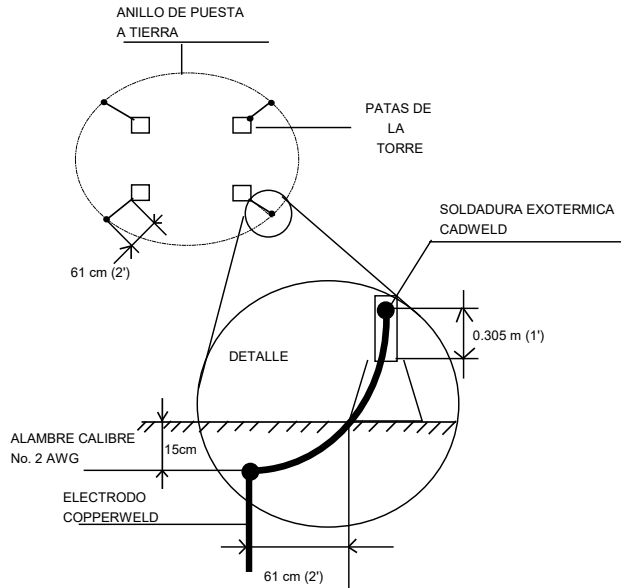 ANILLO DE PUESTA
A TIERRA
PATAS DE
LA
TORRE
61 cm (2')
SOLDADURA EXOTERMICA
CADWELD
0.305 m (1')
DETALLE
15cm
ALAMBRE CALIBRE
No. 2 AWG
ELECTRODO
COPPERWELD
61 cm (2')